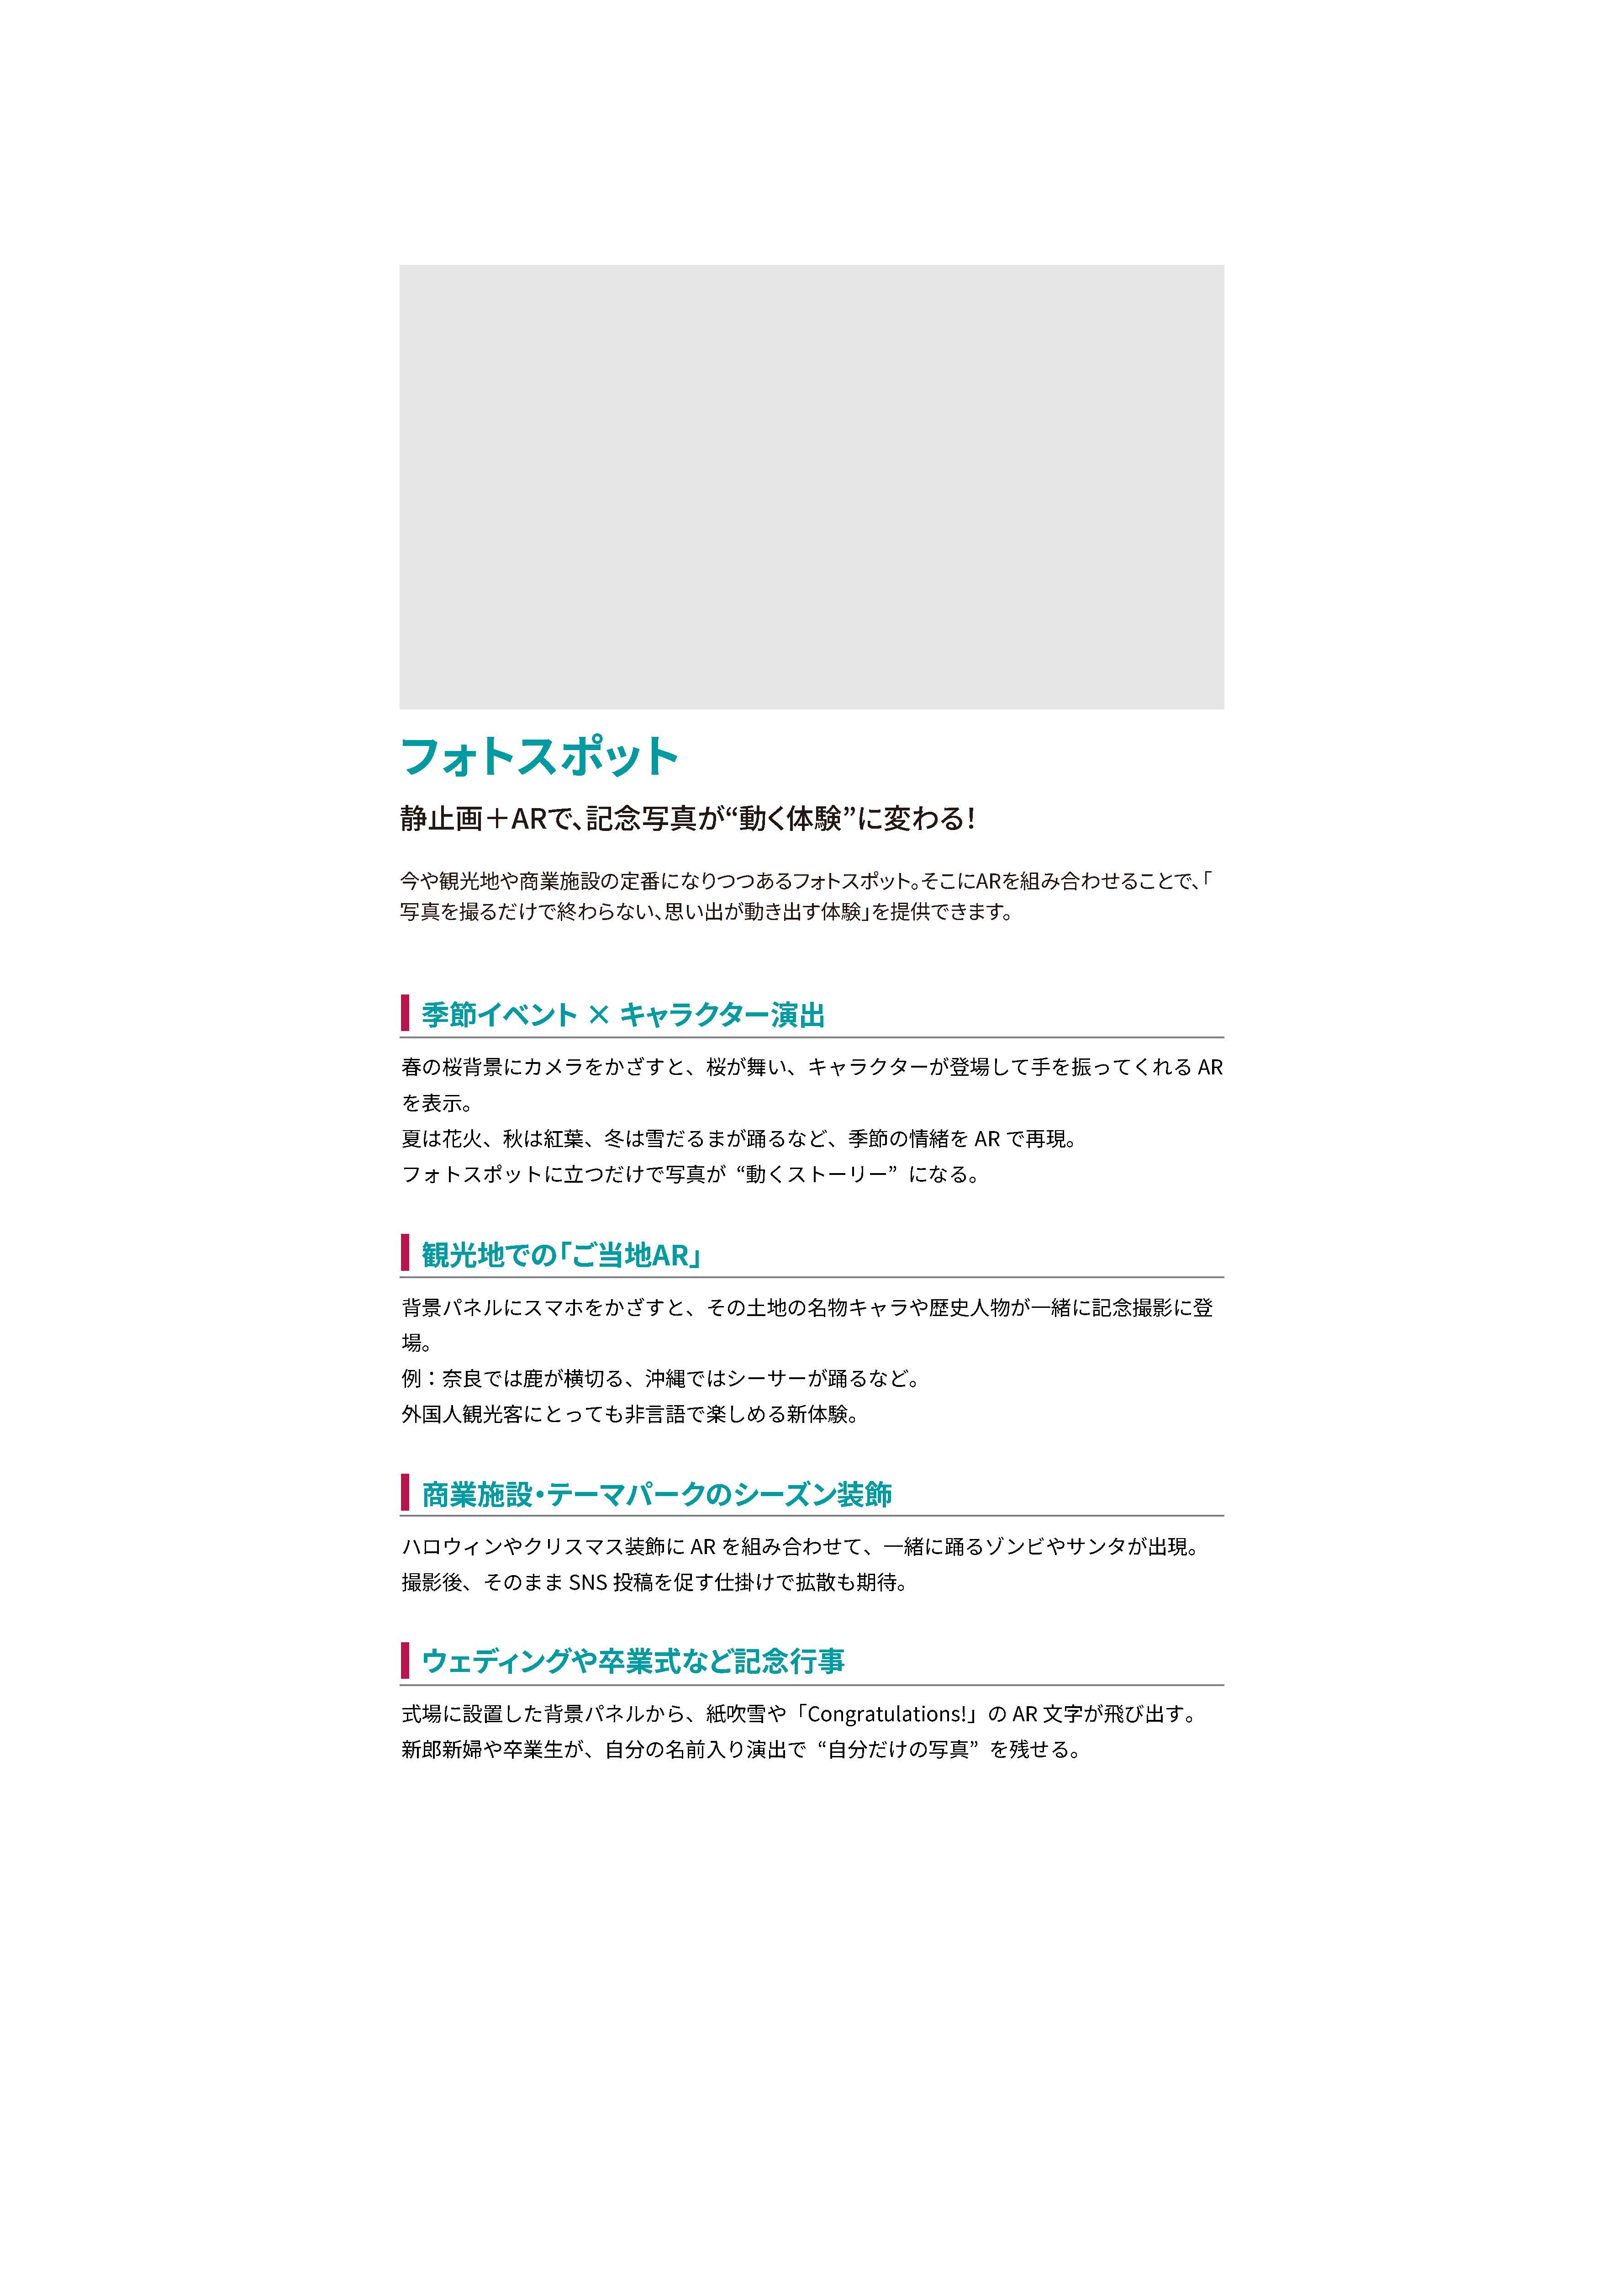 フォトスポット
静止画＋ARで、記念写真が“動く体験”に変わる！
今や観光地や商業施設の定番になりつつあるフォトスポット。そこにARを組み合わせることで、「
写真を撮るだけで終わらない、思い出が動き出す体験」を提供できます。
季節イベント × キャラクター演出
春の桜背景にカメラをかざすと、桜が舞い、キャラクターが登場して手を振ってくれる AR
を表示。
夏は花火、秋は紅葉、冬は雪だるまが踊るなど、季節の情緒を AR で再現。
フォトスポットに立つだけで写真が “動くストーリー” になる。
観光地での「ご当地AR」
背景パネルにスマホをかざすと、その土地の名物キャラや歴史人物が一緒に記念撮影に登
場。
例：奈良では鹿が横切る、沖縄ではシーサーが踊るなど。
外国人観光客にとっても非言語で楽しめる新体験。
商業施設・テーマパークのシーズン装飾
ハロウィンやクリスマス装飾に AR を組み合わせて、一緒に踊るゾンビやサンタが出現。
撮影後、そのまま SNS 投稿を促す仕掛けで拡散も期待。
ウェディングや卒業式など記念行事
式場に設置した背景パネルから、紙吹雪や「Congratulations!」の AR 文字が飛び出す。
新郎新婦や卒業生が、自分の名前入り演出で “自分だけの写真” を残せる。